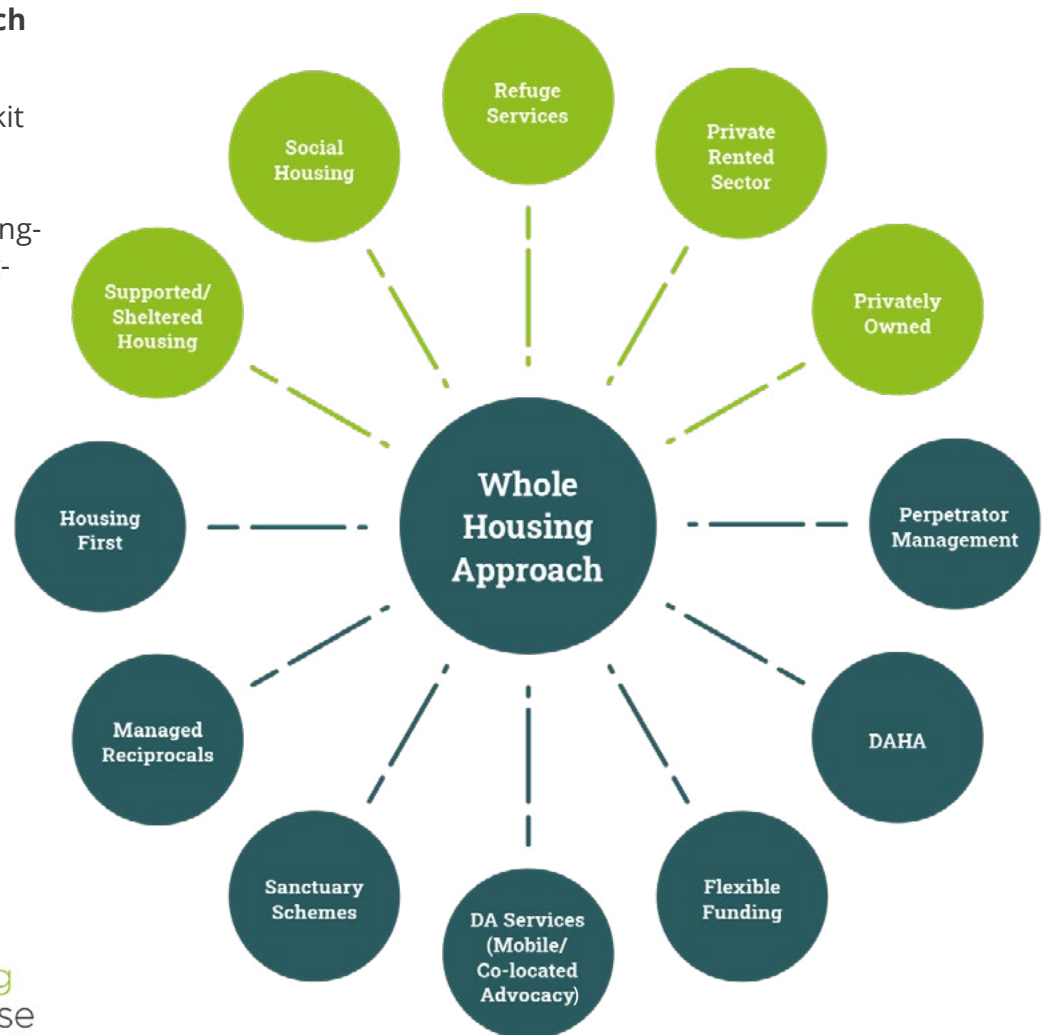 ch
kit
ng-
-
Refuge
Services
Social
Housing
Private
Rented
Sector
Supported/
Sheltered
Housing
Privately
Owned
Whole
Housing
Approach
Housing
First
Perpetrator
Management
Managed
Reciprocals
DAHA
Sanctuary
Schemes
DA Services
(Mobile/
Co-located
Advocacy)
Flexible
Funding
g
se